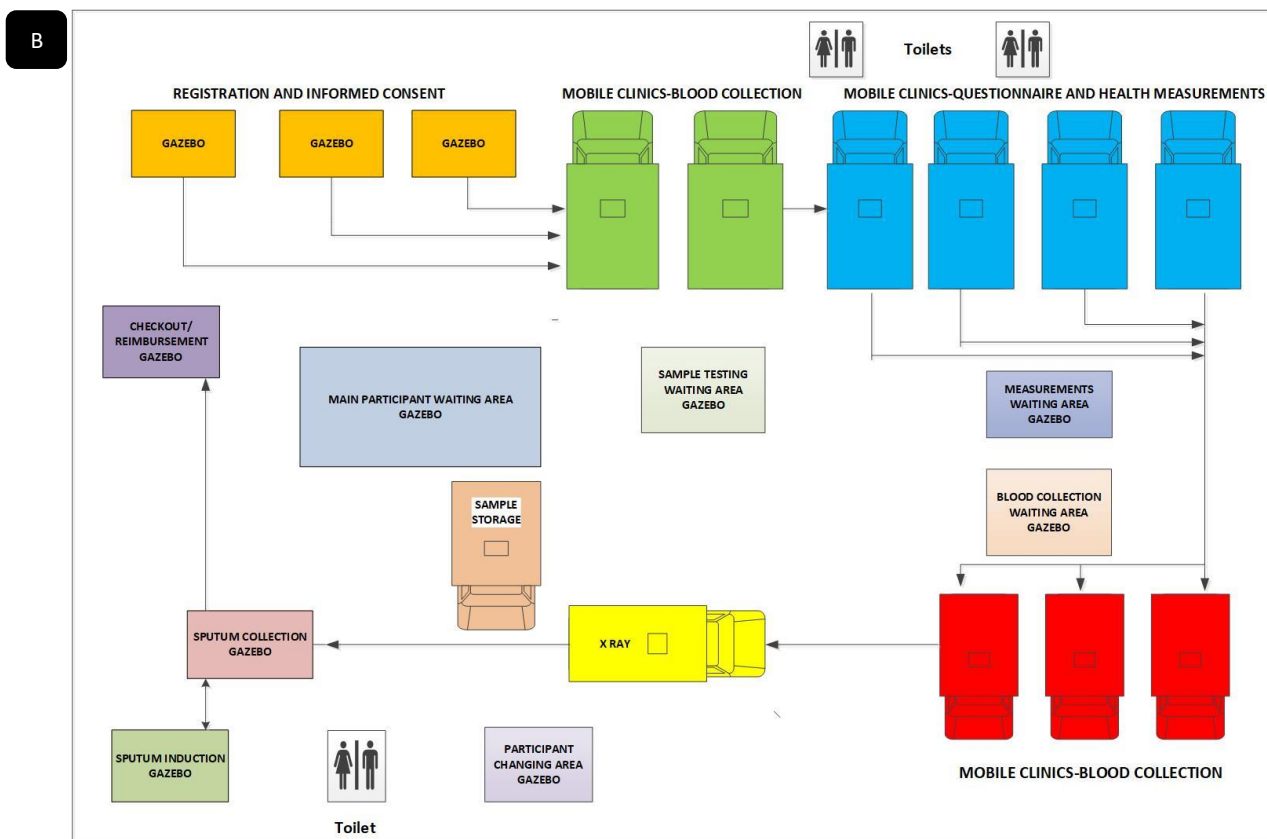 B
Toilets
REGISTRATION AND INFORMED CONSENT
MOBILE CLINICS-BLOOD COLLECTION
MOBILE CLINICS-QUESTIONNAIRE AND HEALTH MEASUREMENTS
GAZEBO
GAZEBO
GAZEBO
CHECKOUT/
REIMBURSEMENT
GAZEBO
MAIN PARTICIPANT WAITING AREA
GAZEBO
SAMPLE TESTING
WAITING AREA
GAZEBO
MEASUREMENTS
WAITING AREA
GAZEBO
SAMPLE
STORAGE
BLOOD COLLECTION
WAITING AREA
GAZEBO
SPUTUM COLLECTION
GAZEBO
X RAY
SPUTUM INDUCTION
GAZEBO
PARTICIPANT
CHANGING AREA
GAZEBO
MOBILE CLINICS-BLOOD COLLECTION
Toilet